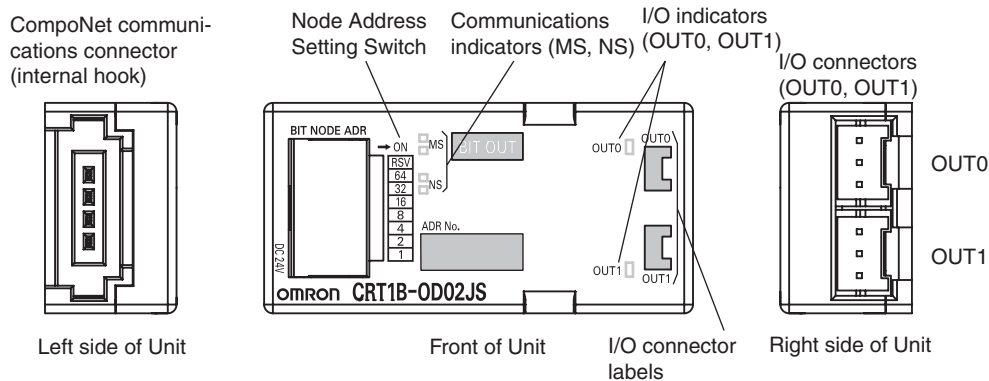 CompoNet communi-
cations connector
(internal hook)
Node Address
Setting Switch
Communications
indicators (MS, NS)
I/O indicators
(OUT0, OUT1)
I/O connectors
(OUT0, OUT1)
BIT NODE ADR
→ ON
RSV
64
32
16
8
4
2
1
MS
NS
BIT OUT
ADR No.
OUT0
OUT0
OUT1
OUT1
DC 24V
OMRON CRT1B-OD02JS
OUT0
OUT1
Left side of Unit
Front of Unit
I/O connector
labels
Right side of Unit